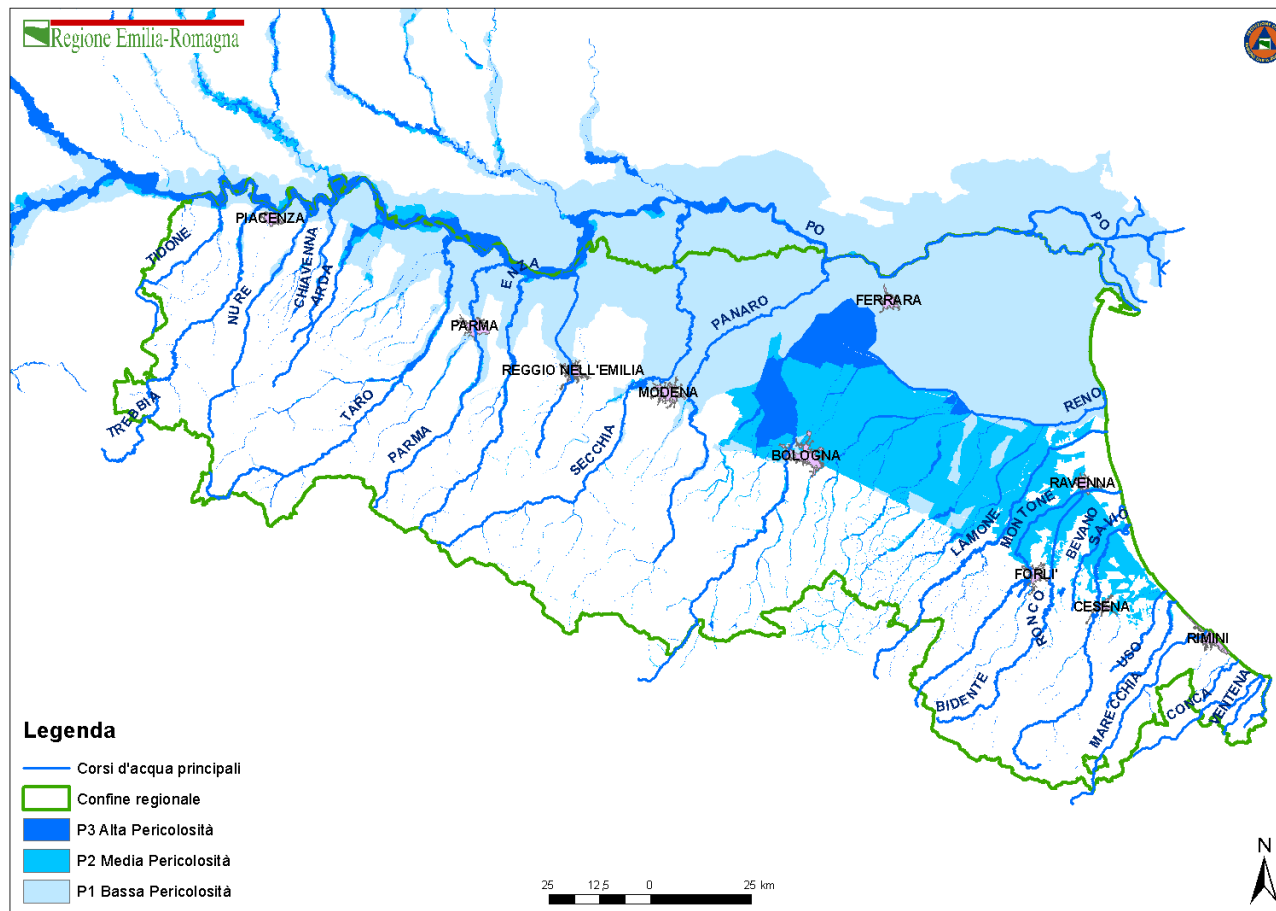 Regione Emilia-Romagna
PIACENZA
TIDONE
NURE
CHIAVENNA
ARDA
TREBBIA
TARO
PARMA
PARMA
ENZA
REGGIO NELL'EMILIA
MODENA
SECCHIA
PANARO
PO
PO
FERRARA
BOLOGNA
RENO
RAVENNA
LAMONE
MONTONE
BEVANO
SAVIO
FORLI'
RONCO
CESENA
BIDENTE
USO
RIMINI
MARECCHIA
CONCA
VENTENA
Legenda
Corsi d'acqua principali
Confine regionale
P3 Alta Pericolosità
P2 Media Pericolosità
P1 Bassa Pericolosità
25 12,5 0 25 km
N